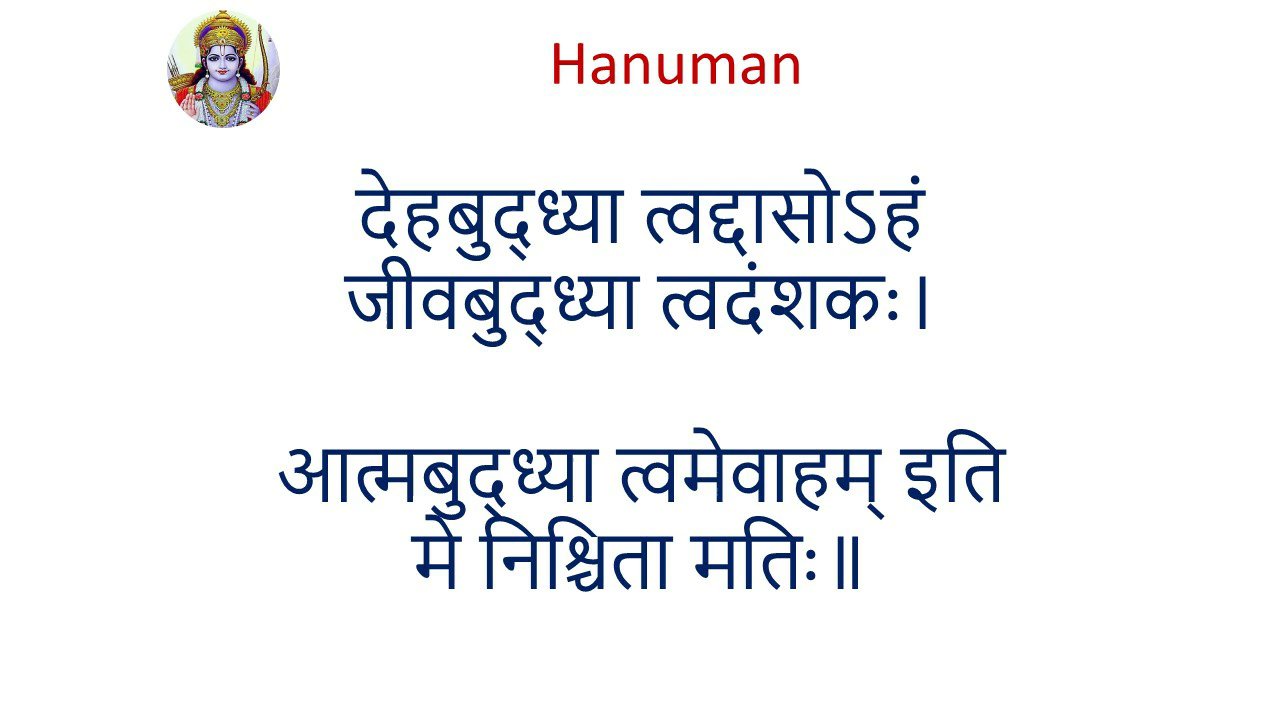 Hanuman
देहबुद्ध्या त्वद्दासोऽहं
जीवबुद्ध्या त्वदंशकः।
आत्मबुद्ध्या त्वमेवाहम् इति
मे निश्चिता मतिः॥